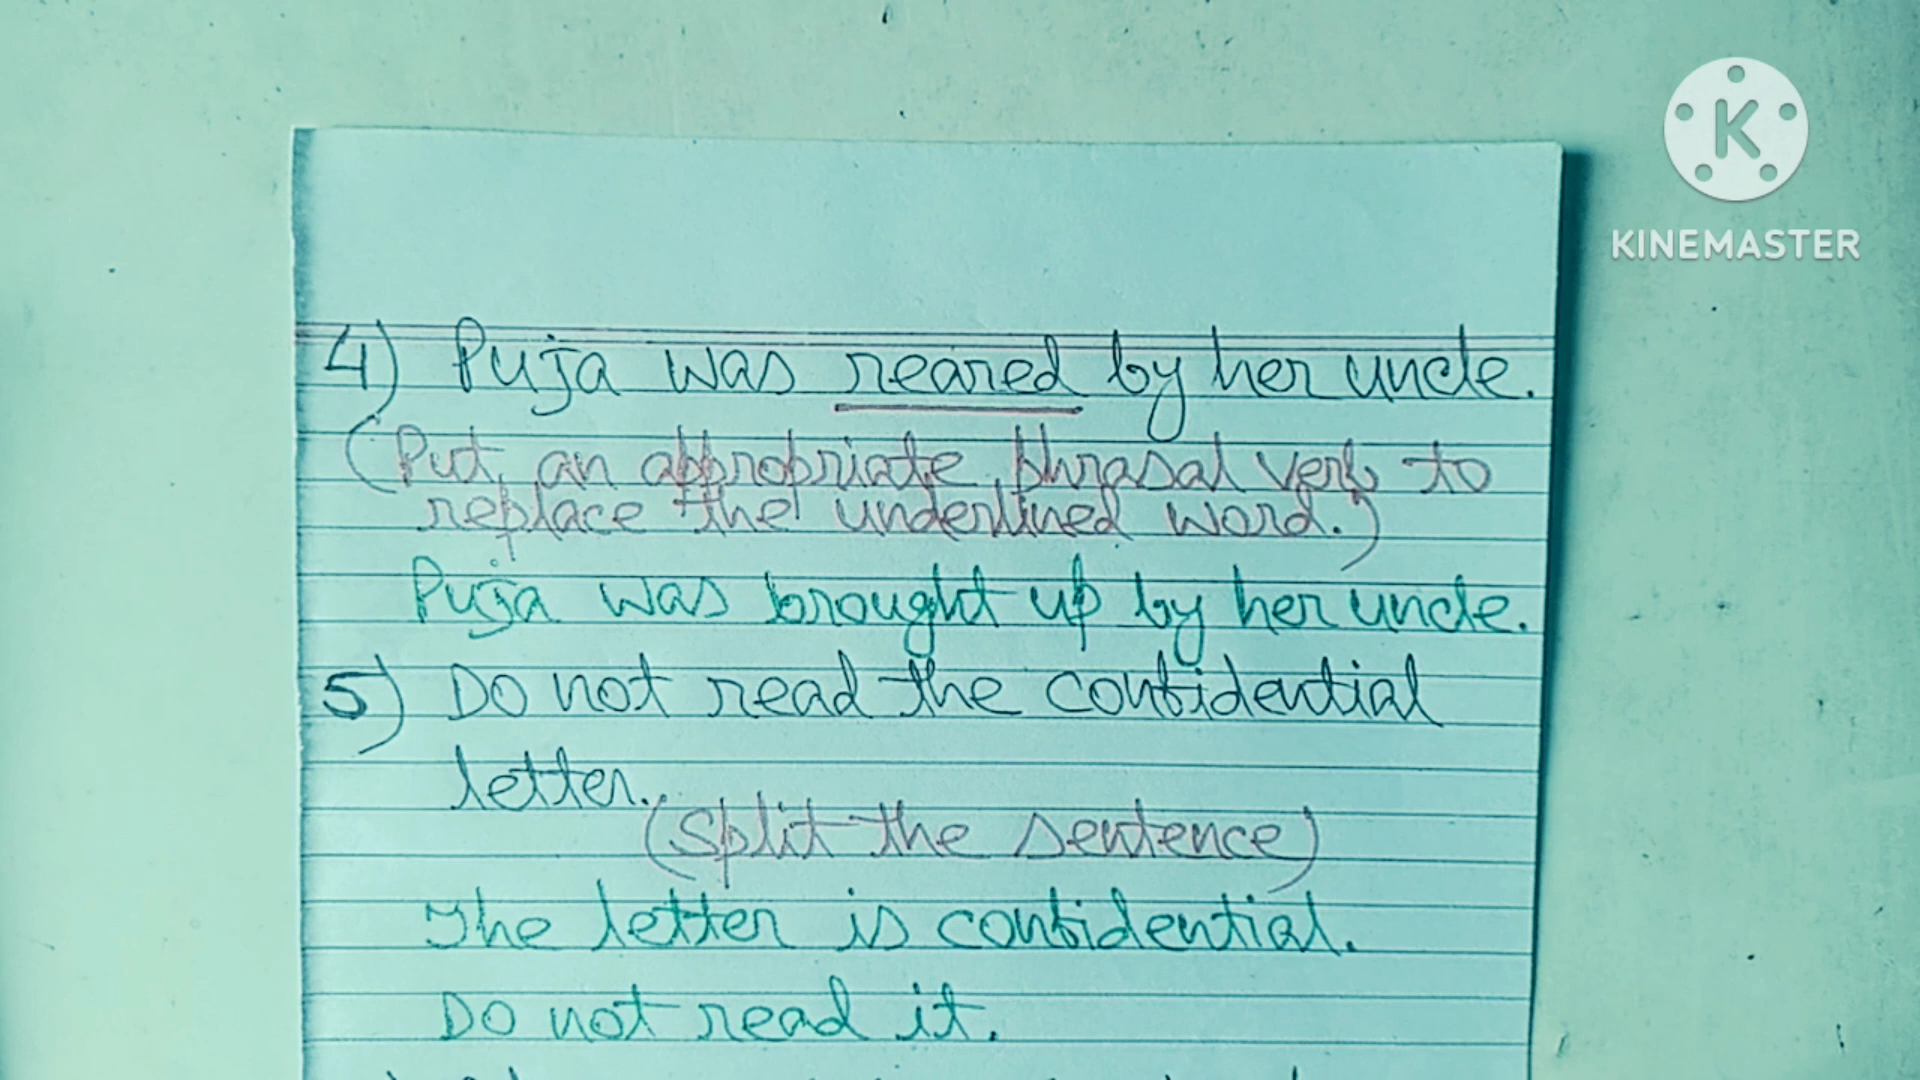 KINEMASTER
4) Puja was reared by her uncle.
(Put an appropriate phrasal verb to
replace the underlined word.)
Puja was brought up by her uncle.
5) Do not read the confidential
letter.
(Split the sentence)
The letter is confidential.
Do not read it.